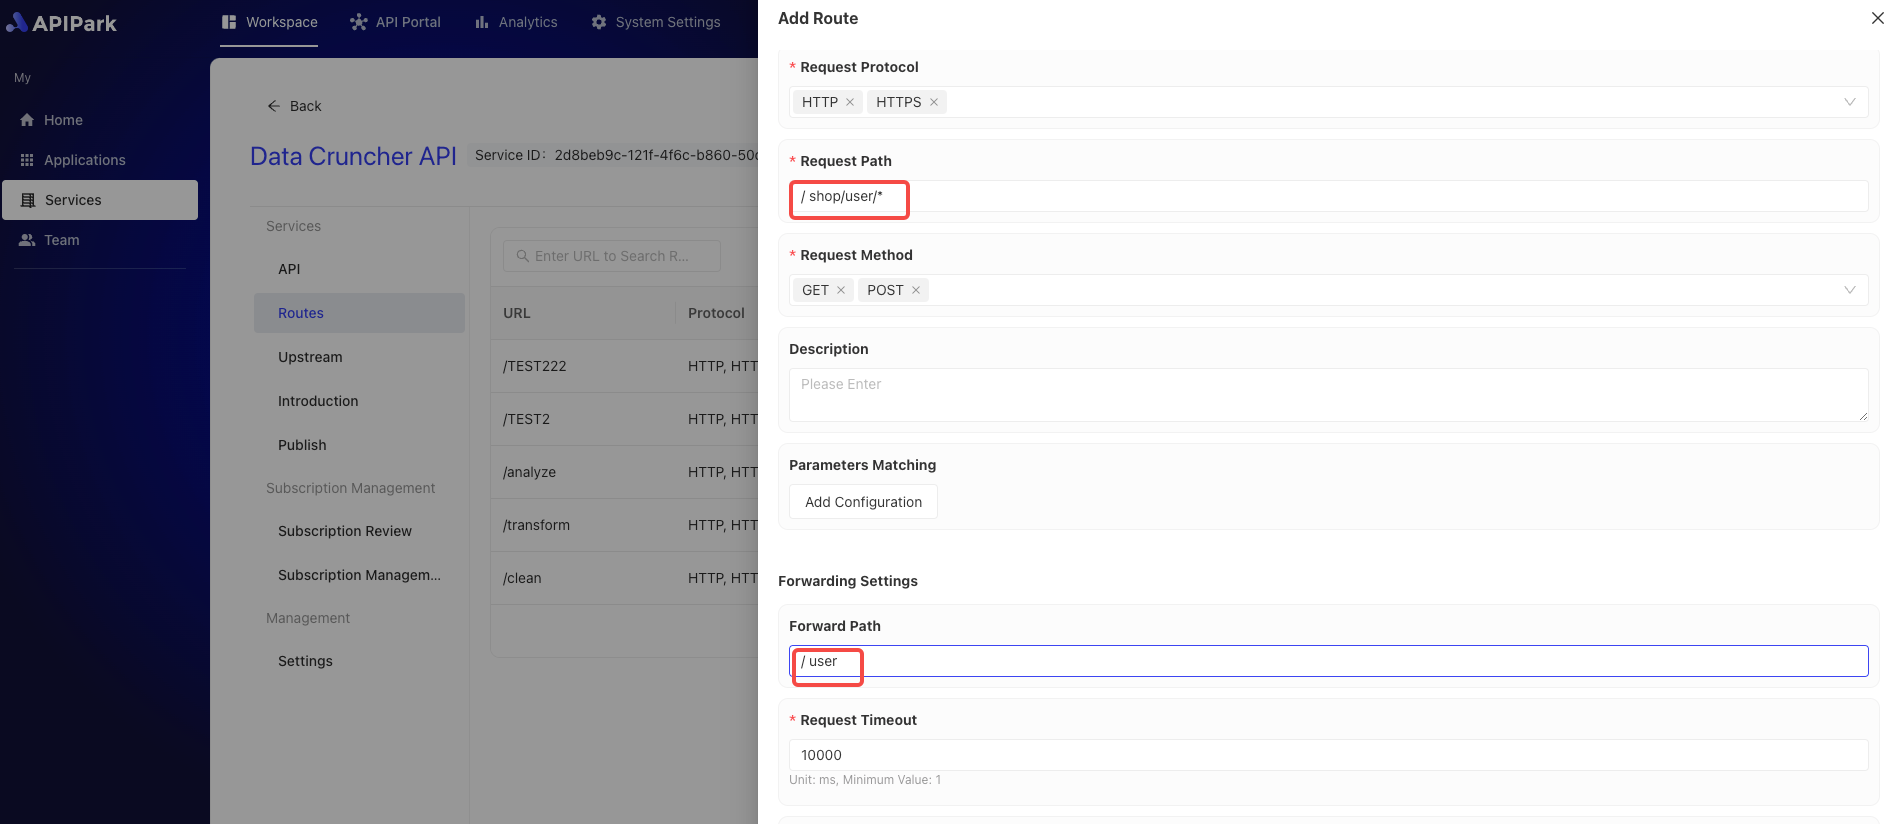 APIPark
Workspace
API Portal
Analytics
System Settings
My
Home
Applications
Services
Team
Back
Data Cruncher API
Service ID: 2d8beb9c-121f-4f6c-b860-50c
Services
API
Routes
Upstream
Introduction
Publish
Subscription Management
Subscription Review
Subscription Managem...
Management
Settings
Enter URL to Search R...
URL
Protocol
/TEST222
HTTP, HTT
/TEST2
HTTP, HTT
/analyze
HTTP, HTT
/transform
HTTP, HTT
/clean
HTTP, HTT
Add Route
* Request Protocol
HTTP
HTTPS
* Request Path
/ shop/user/*
* Request Method
GET
POST
Description
Please Enter
Parameters Matching
Add Configuration
Forwarding Settings
Forward Path
/ user
* Request Timeout
10000
Unit: ms, Minimum Value: 1